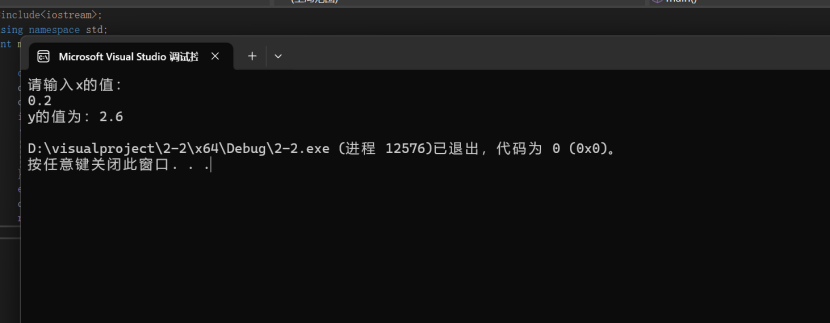 main()
#include<iostream>;
using namespace std;
Microsoft Visual Studio 调试控
请输入x的值：
0.2
y的值为：2.6
D:\visualproject\2-2\x64\Debug\2-2.exe (进程 12576)已退出，代码为 0 (0x0)。
按任意键关闭此窗口. . .